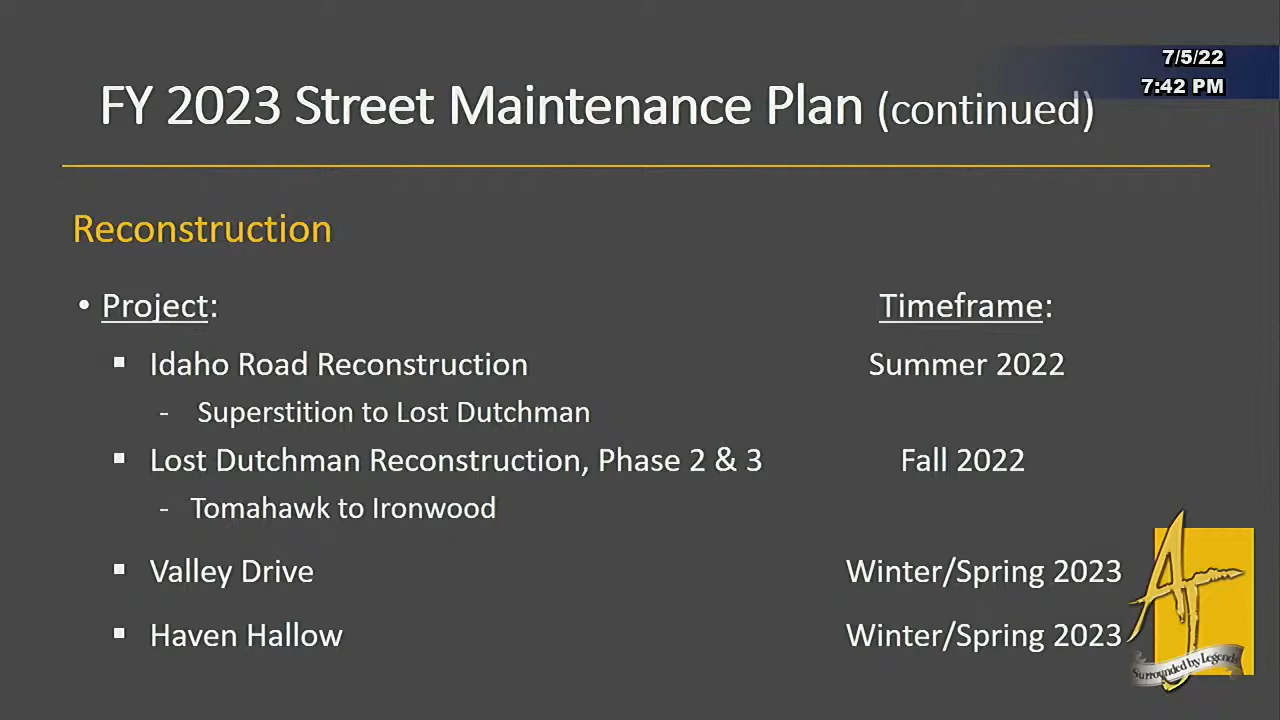 7/5/22
7:42 PM
FY 2023 Street Maintenance Plan (continued)
Reconstruction
• Project: Timeframe:
▪ Idaho Road Reconstruction Summer 2022
- Superstition to Lost Dutchman
▪ Lost Dutchman Reconstruction, Phase 2 & 3 Fall 2022
- Tomahawk to Ironwood
▪ Valley Drive Winter/Spring 2023
▪ Haven Hallow Winter/Spring 2023
AJ
Surrounded by Legends